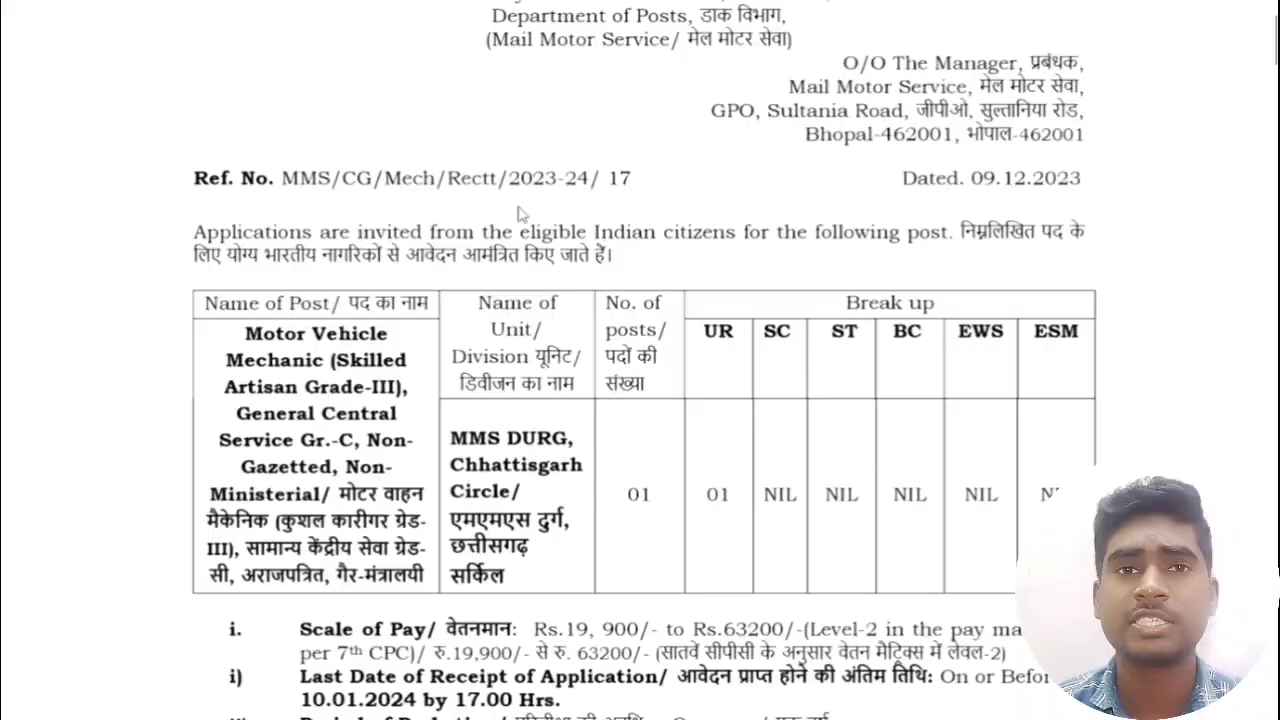 Department of Posts, डाक विभाग,
(Mail Motor Service/ मेल मोटर सेवा)
O/O The Manager, प्रबंधक,
Mail Motor Service, मेल मोटर सेवा,
GPO, Sultania Road, जीपीओ, सुल्तानिया रोड,
Bhopal-462001, भोपाल-462001
Ref. No. MMS/CG/Mech/Rectt/2023-24/ 17 Dated. 09.12.2023
Applications are invited from the eligible Indian citizens for the following post. निम्नलिखित पद के
लिए योग्य भारतीय नागरिकों से आवेदन आमंत्रित किए जाते हैं।
Name of Post/ पद का नाम
Motor Vehicle
Mechanic (Skilled
Artisan Grade-III),
General Central
Service Gr.-C, Non-
Gazetted, Non-
Ministerial/ मोटर वाहन
मैकेनिक (कुशल कारीगर ग्रेड-
III), सामान्य केंद्रीय सेवा ग्रेड-
सी, अराजपत्रित, गैर-मंत्रालयी
Name of
Unit/
Division यूनिट/
डिवीजन का नाम
MMS DURG,
Chhattisgarh
Circle/
एमएमएस दुर्ग,
छत्तीसगढ़
सर्किल
No. of
posts/
पदों की
संख्या
01
Break up
UR SC ST BC EWS ESM
01 NIL NIL NIL NIL
i. Scale of Pay/ वेतनमान: Rs.19, 900/- to Rs.63200/-(Level-2 in the pay
per 7th CPC)/ रु.19,900/- से रु. 63200/- (सातवें सीपीसी के अनुसार वेतन मैट्रिक्स में लेवल-2)
i) Last Date of Receipt of Application/ आवेदन प्राप्त होने की अंतिम तिथि: On or
10.01.2024 by 17.00 Hrs.